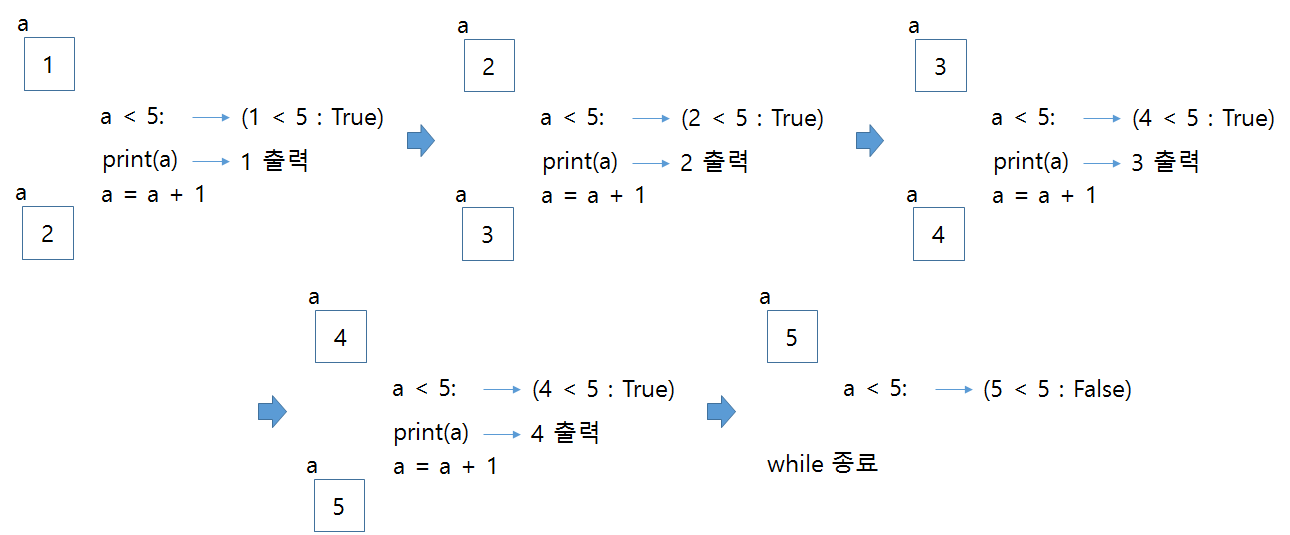 a
1
a < 5: (1 < 5 : True)
print(a) 1 출력
a = a + 1
a
2
a
2
a < 5: (2 < 5 : True)
print(a) 2 출력
a = a + 1
a
3
a
3
a < 5: (4 < 5 : True)
print(a) 3 출력
a = a + 1
a
4
a
4
a < 5: (4 < 5 : True)
print(a) 4 출력
a = a + 1
a
5
a
5
a < 5: (5 < 5 : False)
while 종료